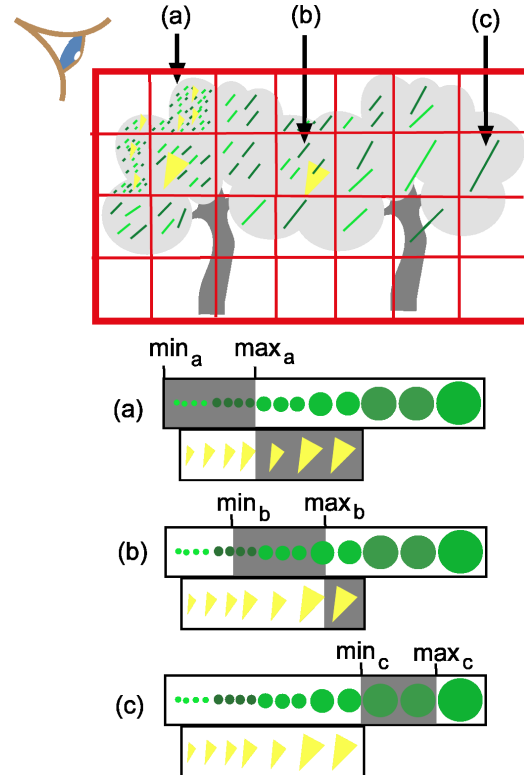 (a) (b) (c)
min_a max_a
(a)
min_b max_b
(b)
min_c max_c
(c)